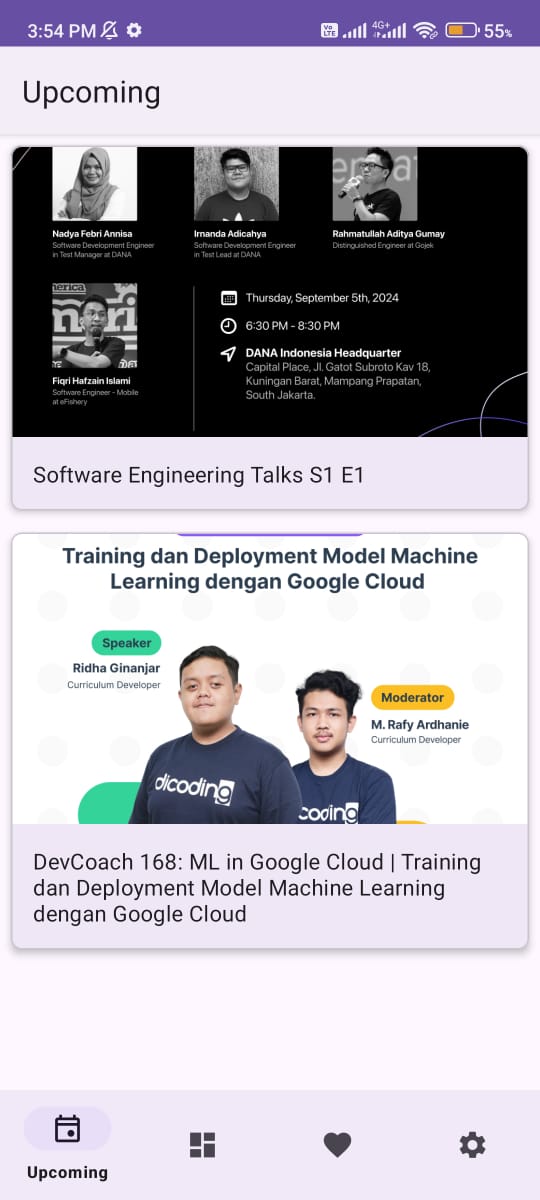 3:54 PM
Vo LTE
4G+
55%
Upcoming
Nadya Febri Annisa
Software Development Engineer
in Test Manager at DANA
Irnanda Adicahya
Software Development Engineer
in Test Lead at DANA
Rahmatullah Aditya Gumay
Distinguished Engineer at Gojek
Fiqri Hafzain Islami
Software Engineer - Mobile
at eFishery
Thursday, September 5th, 2024
6:30 PM - 8:30 PM
DANA Indonesia Headquarter
Capital Place, Jl. Gatot Subroto Kav 18,
Kuningan Barat, Mampang Prapatan,
South Jakarta.
Software Engineering Talks S1 E1
Training dan Deployment Model Machine
Learning dengan Google Cloud
Speaker
Ridha Ginanjar
Curriculum Developer
Moderator
M. Rafy Ardhanie
Curriculum Developer
dicoding
coding
DevCoach 168: ML in Google Cloud | Training
dan Deployment Model Machine Learning
dengan Google Cloud
Upcoming